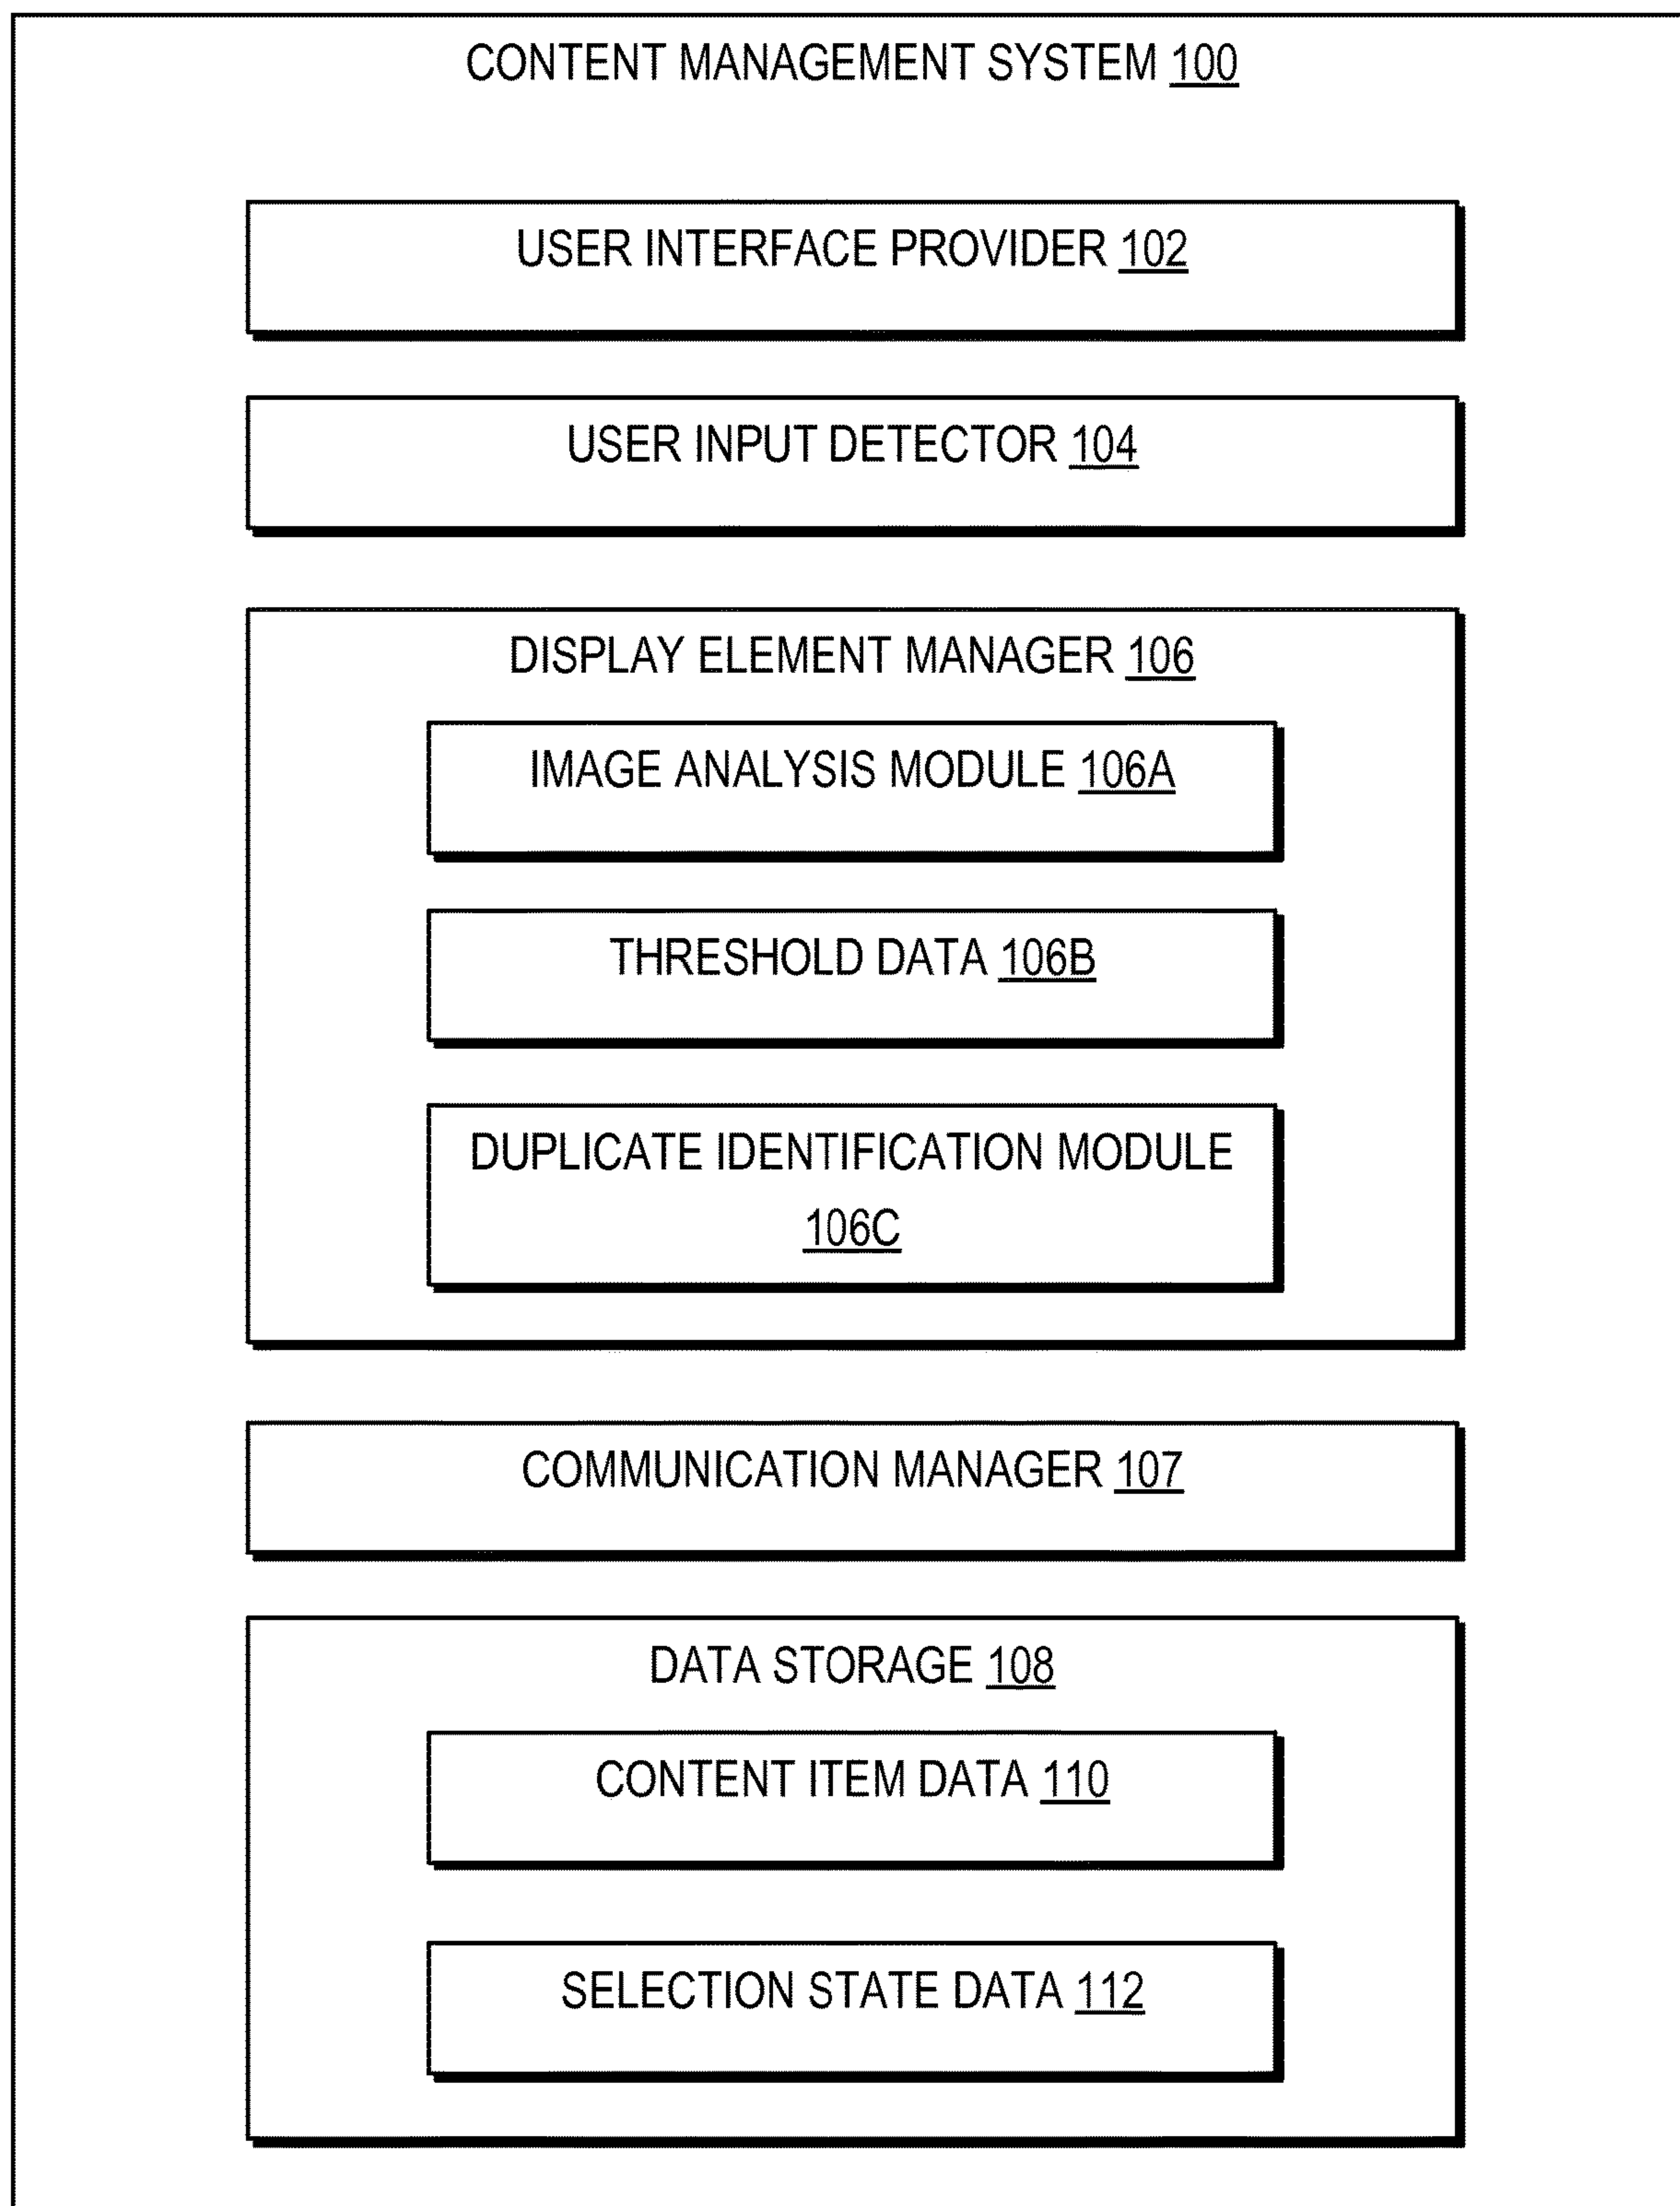 CONTENT MANAGEMENT SYSTEM 100
USER INTERFACE PROVIDER 102
USER INPUT DETECTOR 104
DISPLAY ELEMENT MANAGER 106
IMAGE ANALYSIS MODULE 106A
THRESHOLD DATA 106B
DUPLICATE IDENTIFICATION MODULE
106C
COMMUNICATION MANAGER 107
DATA STORAGE 108
CONTENT ITEM DATA 110
SELECTION STATE DATA 112